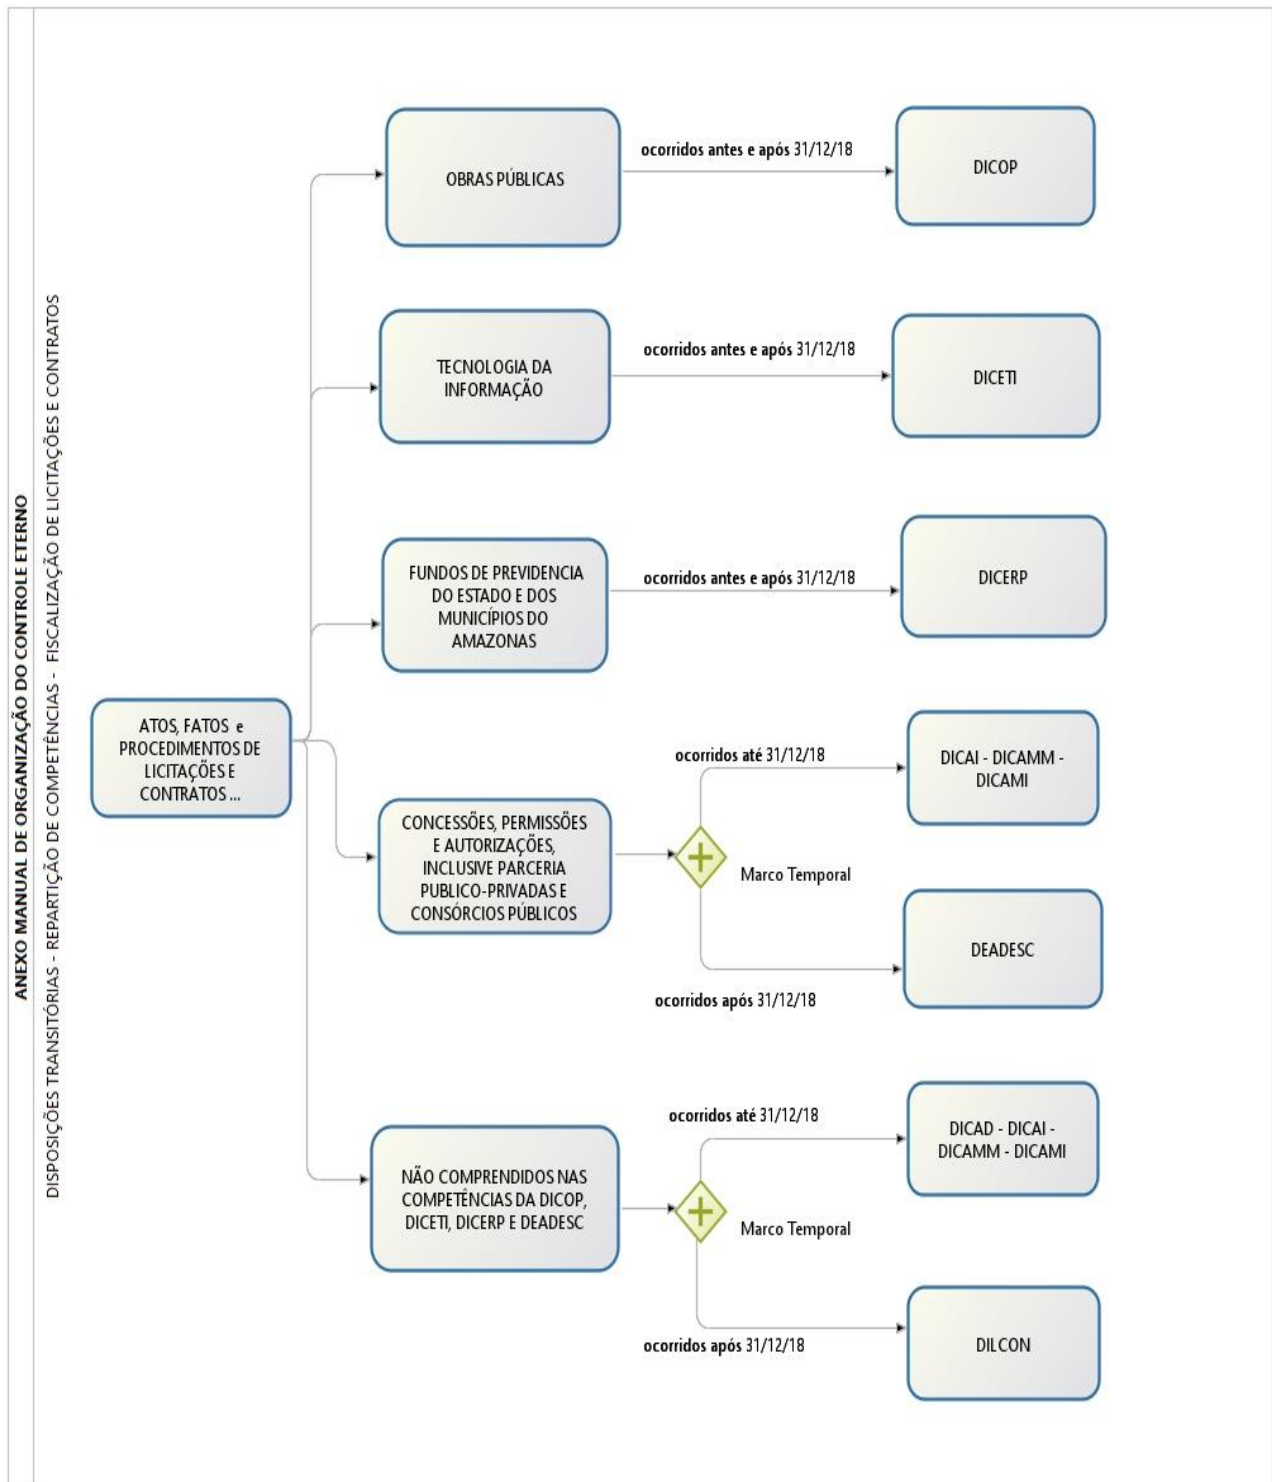 ANEXO MANUAL DE ORGANIZAÇÃO DO CONTROLE ETERNO
DISPOSIÇÕES TRANSITÓRIAS - REPARTIÇÃO DE COMPETÊNCIAS - FISCALIZAÇÃO DE LICITAÇÕES E CONTRATOS
ATOS, FATOS e
PROCEDIMENTOS DE
LICITAÇÕES E
CONTRATOS ...
OBRAS PÚBLICAS
ocorridos antes e após 31/12/18
DICOP
TECNOLOGIA DA
INFORMAÇÃO
ocorridos antes e após 31/12/18
DICETI
FUNDOS DE PREVIDENCIA
DO ESTADO E DOS
MUNICÍPIOS DO
AMAZONAS
ocorridos antes e após 31/12/18
DICERP
CONCESSÕES, PERMISSÕES
E AUTORIZAÇÕES,
INCLUSIVE PARCERIA
PUBLICO-PRIVADAS E
CONSÓRCIOS PÚBLICOS
Marco Temporal
ocorridos até 31/12/18
DICAI - DICAMM -
DICAMI
ocorridos após 31/12/18
DEADESC
NÃO COMPRENDIDOS NAS
COMPETÊNCIAS DA DICOP,
DICETI, DICERP E DEADESC
Marco Temporal
ocorridos até 31/12/18
DICAD - DICAI -
DICAMM - DICAMI
ocorridos após 31/12/18
DILCON